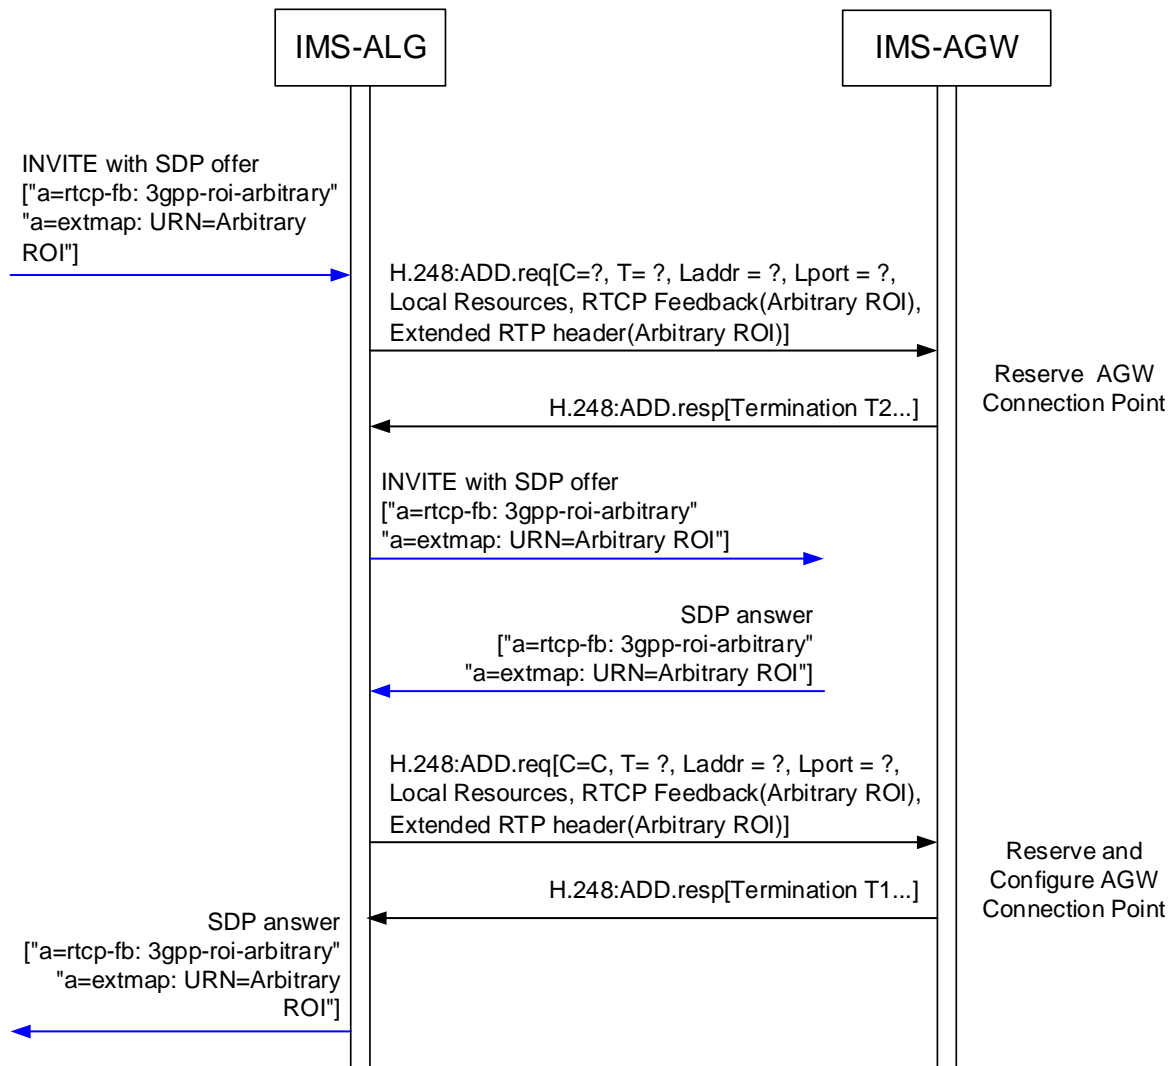 IMS-ALG
IMS-AGW
INVITE with SDP offer
["a=rtcp-fb: 3gpp-roi-arbitrary"
"a=extmap: URN=Arbitrary
ROI"]
H.248:ADD.req[C=?, T= ?, Laddr = ?, Lport = ?,
Local Resources, RTCP Feedback(Arbitrary ROI),
Extended RTP header(Arbitrary ROI)]
Reserve AGW
Connection Point
H.248:ADD.resp[Termination T2...]
INVITE with SDP offer
["a=rtcp-fb: 3gpp-roi-arbitrary"
"a=extmap: URN=Arbitrary ROI"]
SDP answer
["a=rtcp-fb: 3gpp-roi-arbitrary"
"a=extmap: URN=Arbitrary ROI"]
H.248:ADD.req[C=C, T= ?, Laddr = ?, Lport = ?,
Local Resources, RTCP Feedback(Arbitrary ROI),
Extended RTP header(Arbitrary ROI)]
Reserve and
Configure AGW
Connection Point
H.248:ADD.resp[Termination T1...]
SDP answer
["a=rtcp-fb: 3gpp-roi-arbitrary"
"a=extmap: URN=Arbitrary
ROI"]